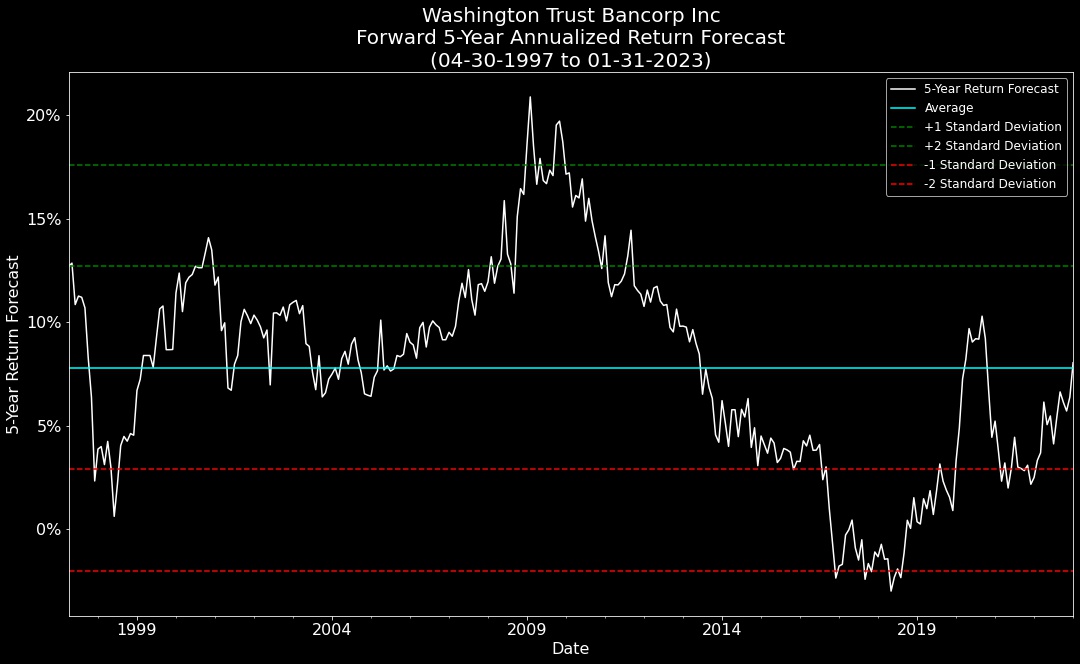 Washington Trust Bancorp Inc
Forward 5-Year Annualized Return Forecast
(04-30-1997 to 01-31-2023)
5-Year Return Forecast
Average
+1 Standard Deviation
+2 Standard Deviation
-1 Standard Deviation
-2 Standard Deviation
5-Year Return Forecast
20%
15%
10%
5%
0%
1999 2004 2009 2014 2019
Date